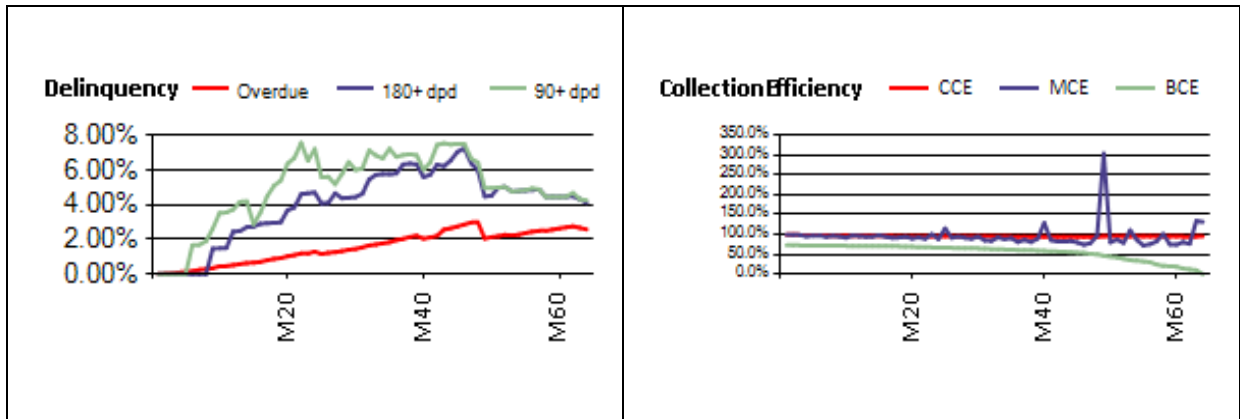 Delinquency Overdue 180+ dpd 90+ dpd
8.00%
6.00%
4.00%
2.00%
0.00%
M20
M40
M60
Collection Efficiency CCE MCE BCE
350.0%
300.0%
250.0%
200.0%
150.0%
100.0%
50.0%
0.0%
M20
M40
M60